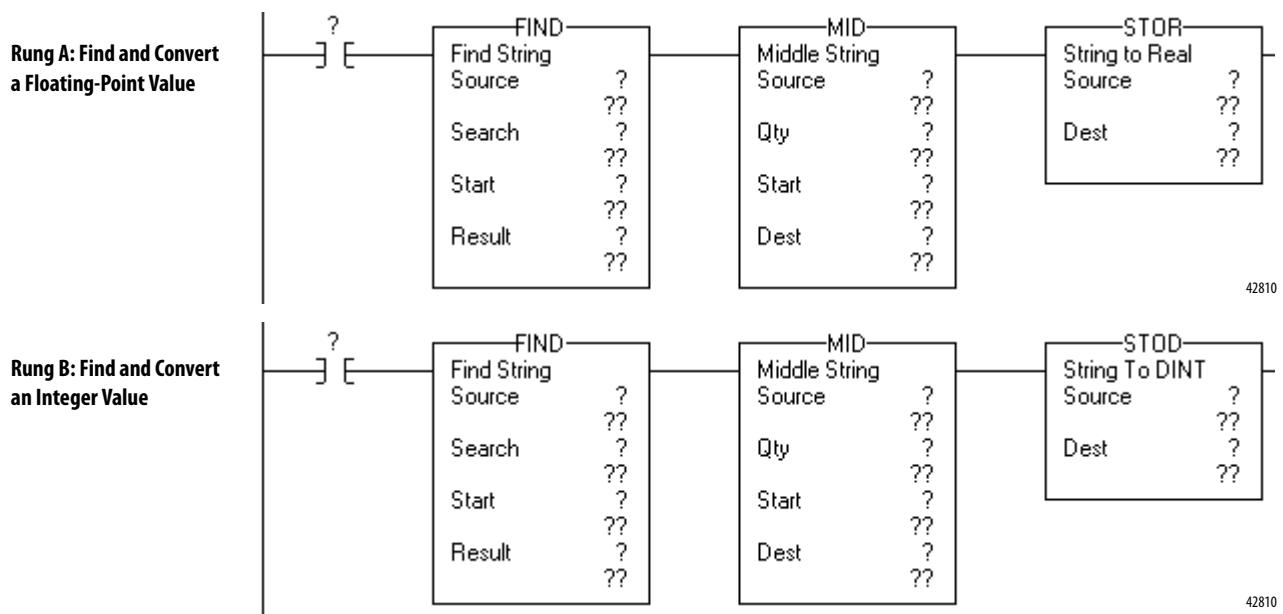 Rung A: Find and Convert
a Floating-Point Value
?
FIND
Find String
Source ?
??
Search ?
??
Start ?
??
Result ?
??
MID
Middle String
Source ?
??
Qty ?
??
Start ?
??
Dest ?
??
STOR
String to Real
Source ?
??
Dest ?
??
42810
Rung B: Find and Convert
an Integer Value
?
FIND
Find String
Source ?
??
Search ?
??
Start ?
??
Result ?
??
MID
Middle String
Source ?
??
Qty ?
??
Start ?
??
Dest ?
??
STOD
String To DINT
Source ?
??
Dest ?
??
42810